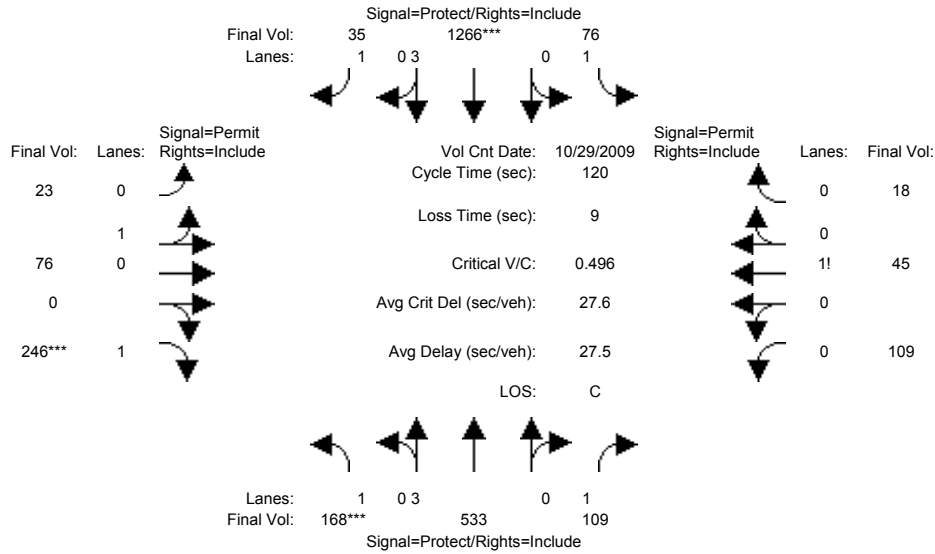 Signal=Protect/Rights=Include
Final Vol: 35 1266*** 76
Lanes: 1 0 3 0 1
Signal=Permit Signal=Permit
Final Vol: Lanes: Rights=Include Vol Cnt Date: 10/29/2009 Rights=Include Lanes: Final Vol:
Cycle Time (sec): 120
23 0 0 18
Loss Time (sec): 9
1 0
76 0 Critical V/C: 0.496 1! 45
0 Avg Crit Del (sec/veh): 27.6 0
246*** 1 Avg Delay (sec/veh): 27.5 0 109
LOS: C
Lanes: 1 0 3 0 1
Final Vol: 168*** 533 109
Signal=Protect/Rights=Include